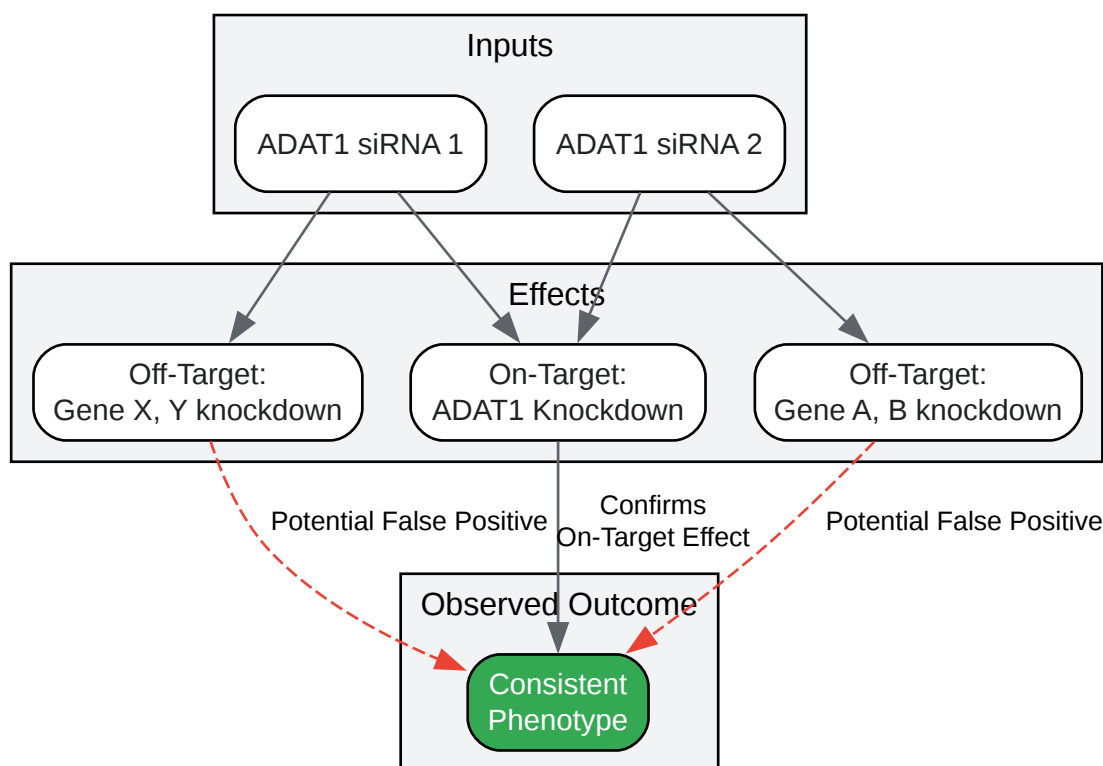 Inputs
ADAT1 siRNA 1
ADAT1 siRNA 2
Effects
Off-Target:
Gene X, Y knockdown
On-Target:
ADAT1 Knockdown
Off-Target:
Gene A, B knockdown
Potential False Positive
Confirms
On-Target Effect
Potential False Positive
Observed Outcome
Consistent
Phenotype